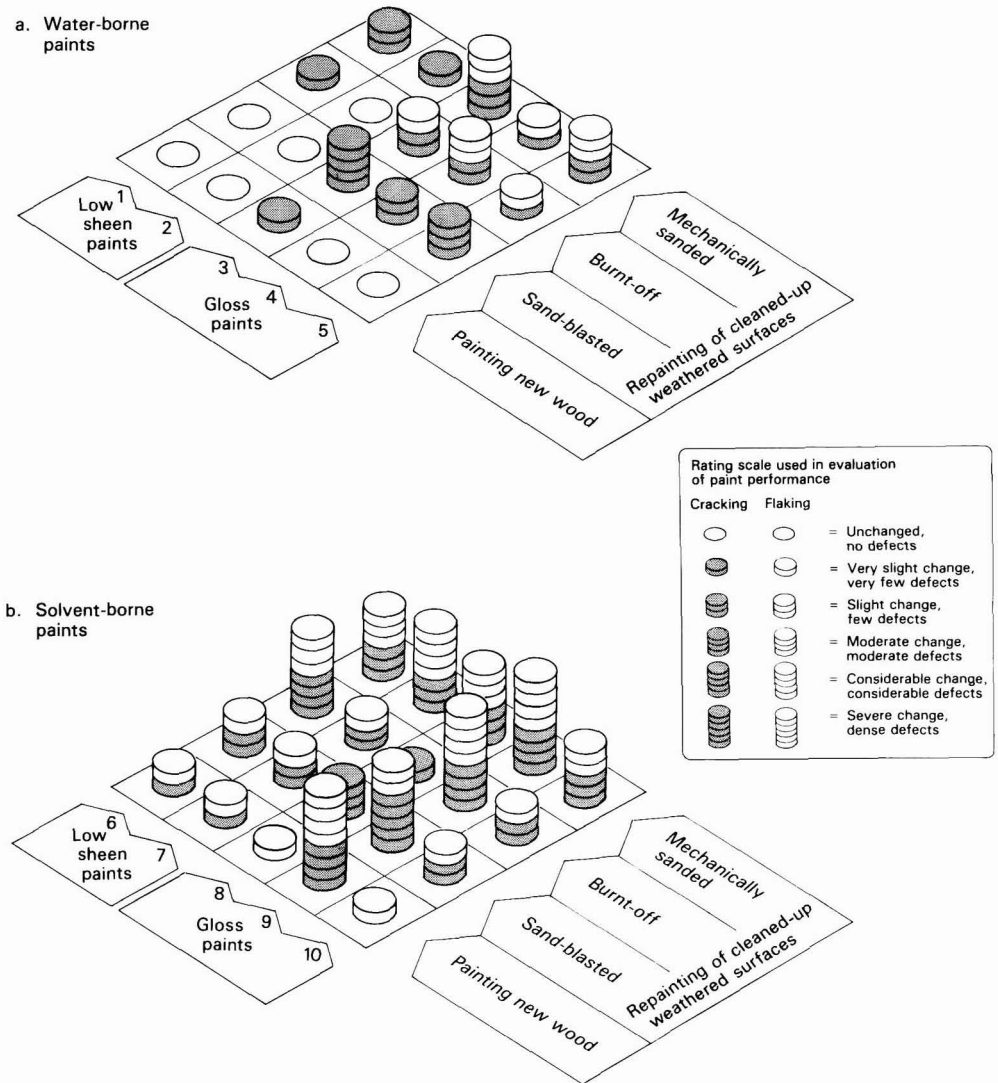 a. Water-borne
paints
Low
sheen
paints
1
2
Gloss
paints
3
4
5
Mechanically
sanded
Burnt-off
Sand-blasted
Painting new wood
Repainting of cleaned-up
weathered surfaces
Rating scale used in evaluation
of paint performance
Cracking Flaking
= Unchanged,
no defects
= Very slight change,
very few defects
= Slight change,
few defects
= Moderate change,
moderate defects
= Considerable change,
considerable defects
= Severe change,
dense defects
b. Solvent-borne
paints
Low
sheen
paints
6
7
Gloss
paints
8
9
10
Mechanically
sanded
Burnt-off
Sand-blasted
Painting new wood
Repainting of cleaned-up
weathered surfaces